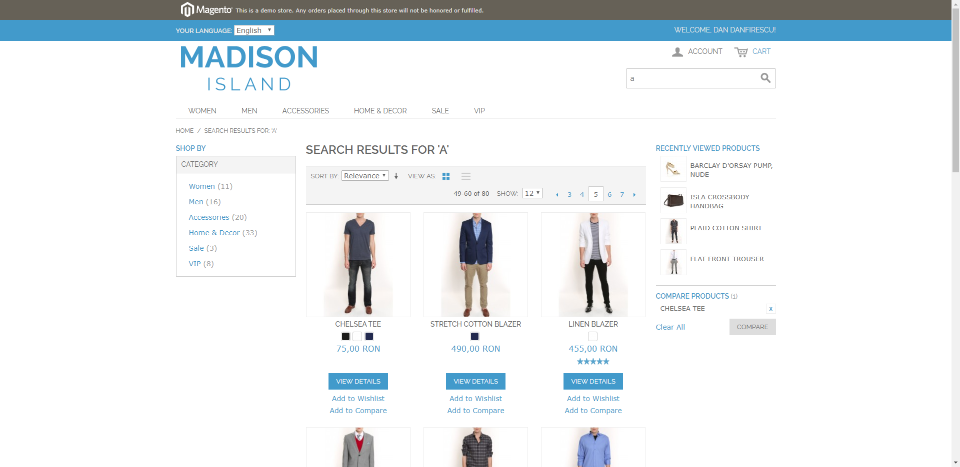 Magento This is a demo store. Any orders placed through this store will not be honored or fulfilled.
YOUR LANGUAGE: English
WELCOME, DAN DANFIRESCU!
MADISON
ISLAND
ACCOUNT CART
a
WOMEN MEN ACCESSORIES HOME & DECOR SALE VIP
HOME / SEARCH RESULTS FOR: 'A'
SHOP BY
CATEGORY
Women (11)
Men (16)
Accessories (20)
Home & Decor (33)
Sale (3)
VIP (8)
SEARCH RESULTS FOR 'A'
SORT BY Relevance VIEW AS
49-60 of 80 SHOW: 12 3 4 5 6 7
CHELSEA TEE
75,00 RON
VIEW DETAILS
Add to Wishlist
Add to Compare
STRETCH COTTON BLAZER
490,00 RON
VIEW DETAILS
Add to Wishlist
Add to Compare
LINEN BLAZER
455,00 RON
VIEW DETAILS
Add to Wishlist
Add to Compare
RECENTLY VIEWED PRODUCTS
BARCLAY D'ORSAY PUMP,
NUDE
ISLA CROSSBODY
HANDBAG
PLAID COTTON SHIRT
FLAT FRONT TROUSER
COMPARE PRODUCTS (1)
CHELSEA TEE x
Clear All COMPARE